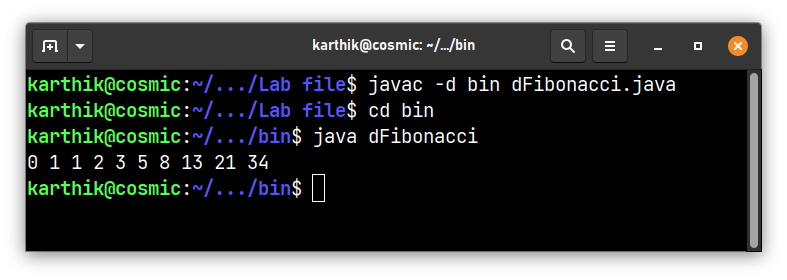 karthik@cosmic: ~/.../bin
karthik@cosmic:~/.../Lab file$ javac -d bin dFibonacci.java
karthik@cosmic:~/.../Lab file$ cd bin
karthik@cosmic:~/.../bin$ java dFibonacci
0 1 1 2 3 5 8 13 21 34
karthik@cosmic:~/.../bin$